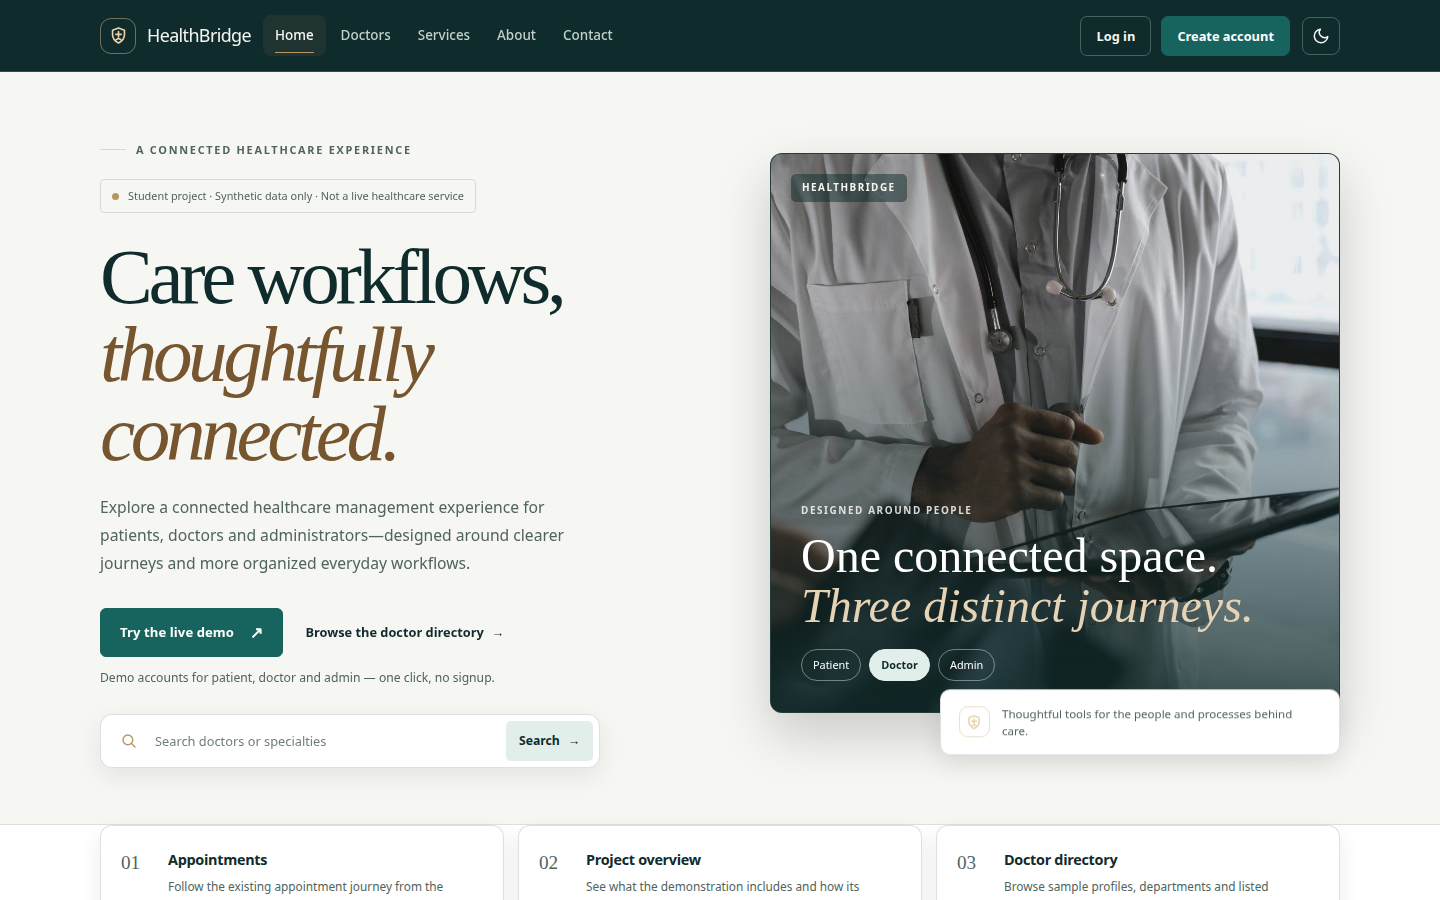 HealthBridge
Home
Doctors
Services
About
Contact
Log in
Create account
A CONNECTED HEALTHCARE EXPERIENCE
Student project · Synthetic data only · Not a live healthcare service
Care workflows,
thoughtfully
connected.
Explore a connected healthcare management experience for
patients, doctors and administrators—designed around clearer
journeys and more organized everyday workflows.
Try the live demo ↗
Browse the doctor directory →
Demo accounts for patient, doctor and admin — one click, no signup.
Search doctors or specialties
Search →
HEALTHBRIDGE
DESIGNED AROUND PEOPLE
One connected space.
Three distinct journeys.
Patient
Doctor
Admin
Thoughtful tools for the people and processes behind
care.
01
Appointments
Follow the existing appointment journey from the
02
Project overview
See what the demonstration includes and how its
03
Doctor directory
Browse sample profiles, departments and listed